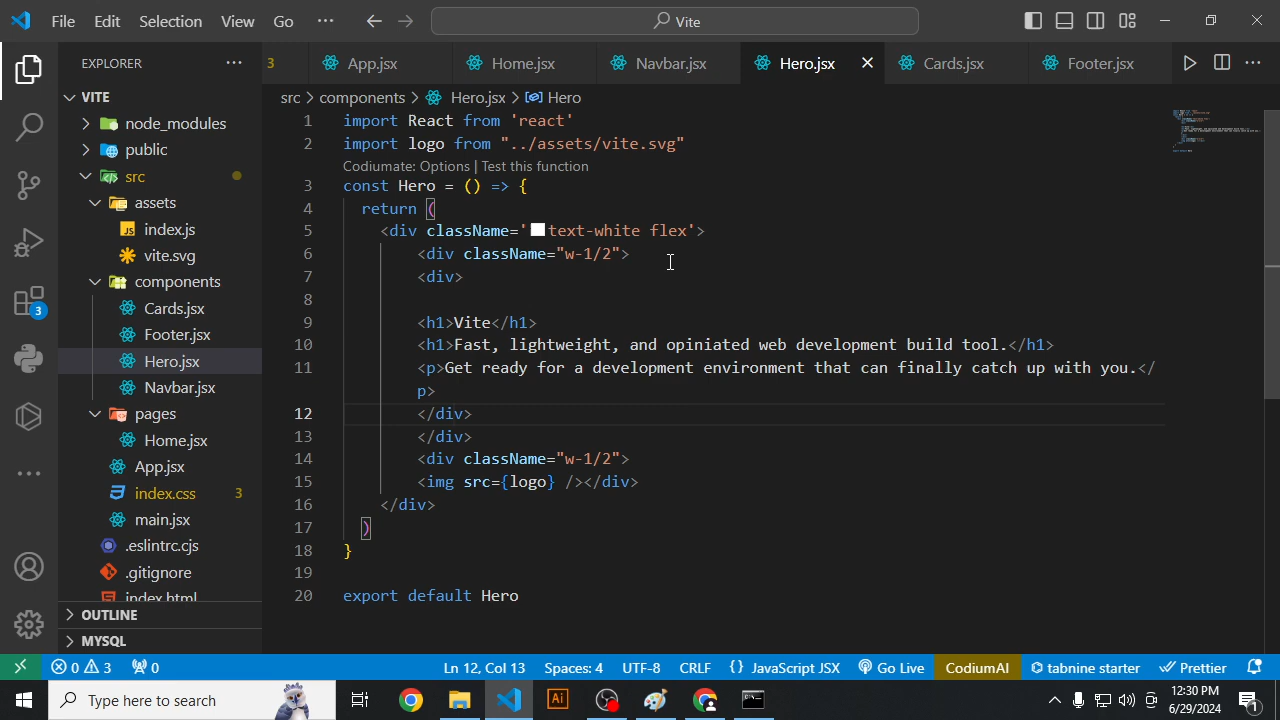 File Edit Selection View Go ··· Vite
EXPLORER ···
3 App.jsx Home.jsx Navbar.jsx Hero.jsx Cards.jsx Footer.jsx ···
VITE
node_modules
public
src
assets
JS index.js
vite.svg
components
Cards.jsx
Footer.jsx
Hero.jsx
Navbar.jsx
pages
Home.jsx
App.jsx
index.css 3
main.jsx
.eslintrc.cjs
.gitignore
index.html
OUTLINE
MYSQL
3
src > components > Hero.jsx > Hero
1 import React from 'react'
2 import logo from "../assets/vite.svg"
Codiumate: Options | Test this function
3 const Hero = () => {
4 return (
5 <div className='text-white flex'>
6 <div className="w-1/2">
7 <div>
8
9 <h1>Vite</h1>
10 <h1>Fast, lightweight, and opiniated web development build tool.</h1>
11 <p>Get ready for a development environment that can finally catch up with you.</
p>
12 </div>
13 </div>
14 <div className="w-1/2">
15 <img src={logo} /></div>
16 </div>
17 )
18 }
19
20 export default Hero
0 3 0 Ln 12, Col 13 Spaces: 4 UTF-8 CRLF {} JavaScript JSX Go Live CodiumAI tabnine starter Prettier
Type here to search
Ai
12:30 PM
6/29/2024
1